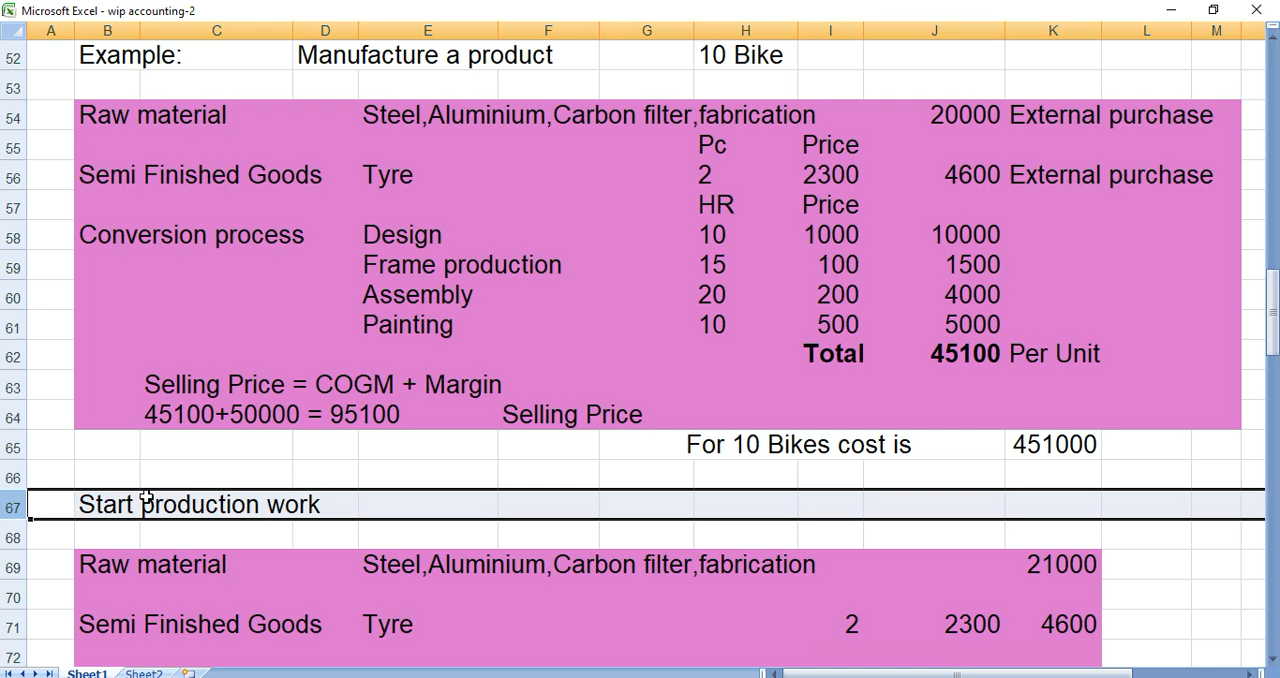 Microsoft Excel - wip accounting-2
A B C D E F G H I J K L M
52 Example: Manufacture a product 10 Bike
53
54 Raw material Steel,Aluminium,Carbon filter,fabrication 20000 External purchase
55 Pc Price
56 Semi Finished Goods Tyre 2 2300 4600 External purchase
57 HR Price
58 Conversion process Design 10 1000 10000
59 Frame production 15 100 1500
60 Assembly 20 200 4000
61 Painting 10 500 5000
62 Total 45100 Per Unit
63 Selling Price = COGM + Margin
64 45100+50000 = 95100 Selling Price
65 For 10 Bikes cost is 451000
66
67 Start production work
68
69 Raw material Steel,Aluminium,Carbon filter,fabrication 21000
70
71 Semi Finished Goods Tyre 2 2300 4600
72
Sheet1 Sheet2